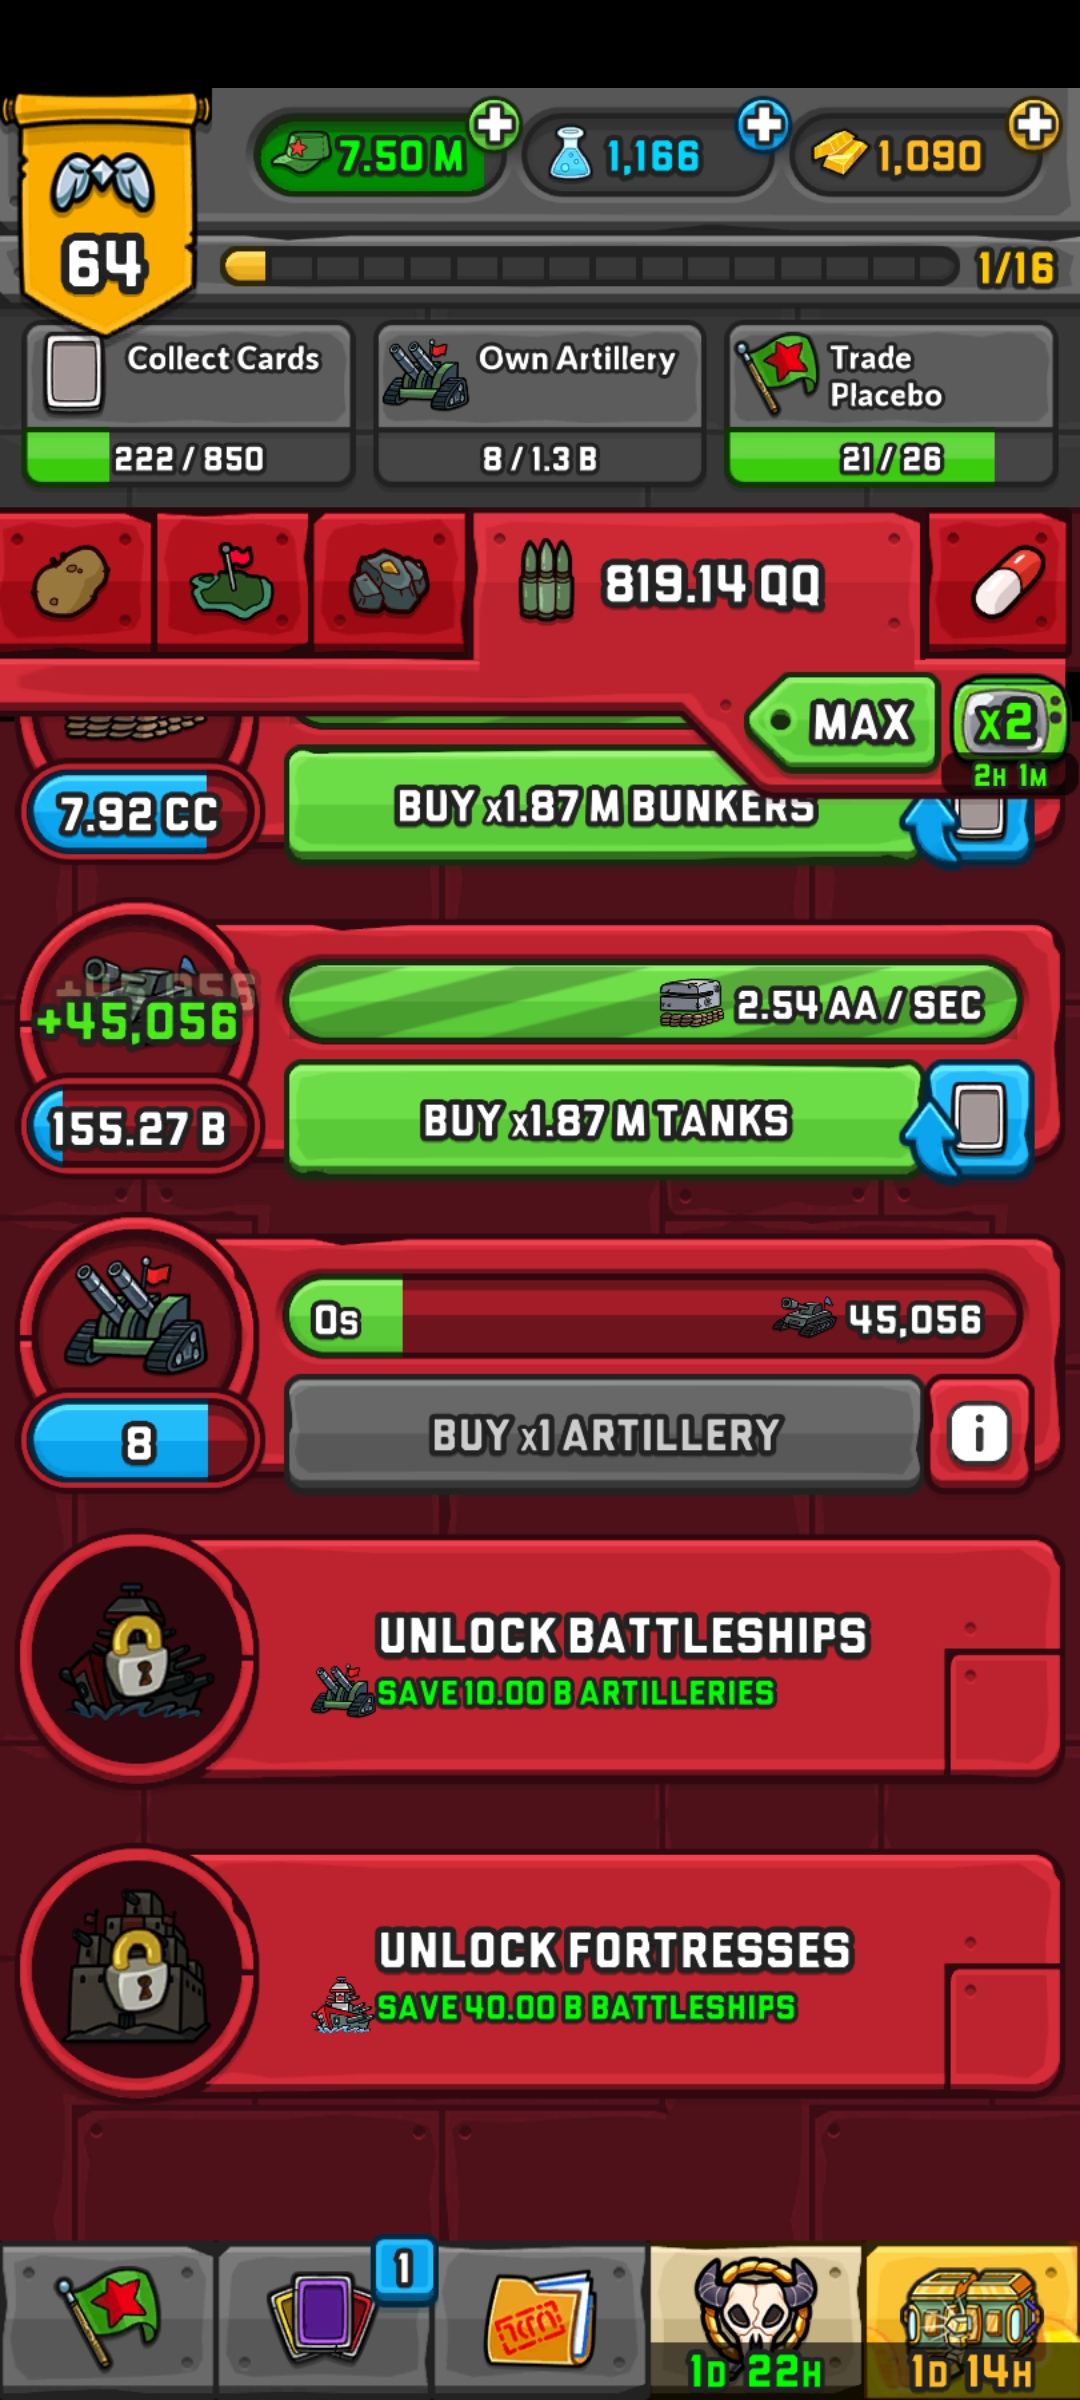 7.50 M
1,166
1,090
64
1/16
Collect Cards
222 / 850
Own Artillery
8 / 1.3 B
Trade
Placebo
21 / 26
819.14 QQ
MAX
x2
2H 1M
7.92 CC
BUY x1.87 M BUNKERS
+45,056
+45,056
2.54 AA / SEC
155.27 B
BUY x1.87 M TANKS
0s
45,056
8
BUY x1 ARTILLERY
i
UNLOCK BATTLESHIPS
SAVE 10.00 B ARTILLERIES
UNLOCK FORTRESSES
SAVE 40.00 B BATTLESHIPS
1
1D 22H
1D 14H